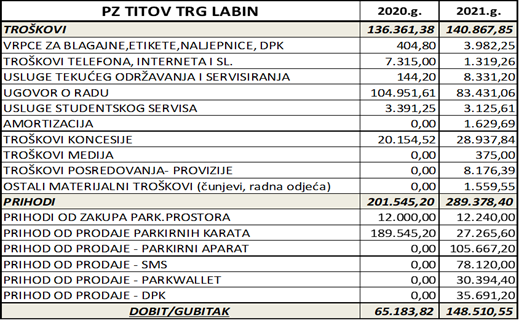 PZ TITOV TRG LABIN 2020.g. 2021.g.
TROŠKOVI 136.361,38 140.867,85
VRPCE ZA BLAGAJNE,ETIKETE,NALJEPNICE, DPK 404,80 3.982,25
TROŠKOVI TELEFONA, INTERNETA I SL. 7.315,00 1.319,26
USLUGE TEKUĆEG ODRŽAVANJA I SERVISIRANJA 144,20 8.331,20
UGOVOR O RADU 104.951,61 83.431,06
USLUGE STUDENTSKOG SERVISA 3.391,25 3.125,61
AMORTIZACIJA 0,00 1.629,69
TROŠKOVI KONCESIJE 20.154,52 28.937,84
TROŠKOVI MEDIJA 0,00 375,00
TROŠKOVI POSREDOVANJA- PROVIZIJE 0,00 8.176,39
OSTALI MATERIJALNI TROŠKOVI (čunjevi, radna odjeća) 0,00 1.559,55
PRIHODI 201.545,20 289.378,40
PRIHODI OD ZAKUPA PARK.PROSTORA 12.000,00 12.240,00
PRIHOD OD PRODAJE PARKIRNIH KARATA 189.545,20 27.265,60
PRIHOD OD PRODAJE - PARKIRNI APARAT 0,00 105.667,20
PRIHOD OD PRODAJE - SMS 0,00 78.120,00
PRIHOD OD PRODAJE - PARKWALLET 0,00 30.394,40
PRIHOD OD PRODAJE - DPK 0,00 35.691,20
DOBIT/GUBITAK 65.183,82 148.510,55